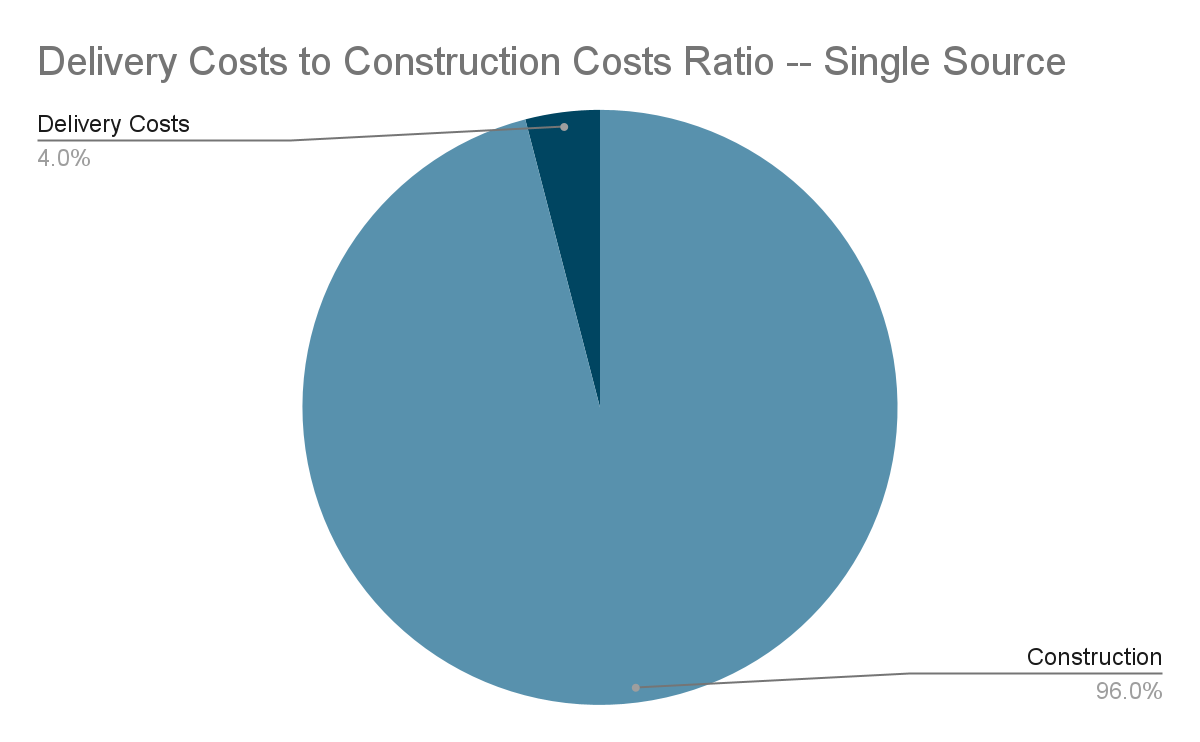 Delivery Costs to Construction Costs Ratio -- Single Source
Delivery Costs
4.0%
Construction
96.0%